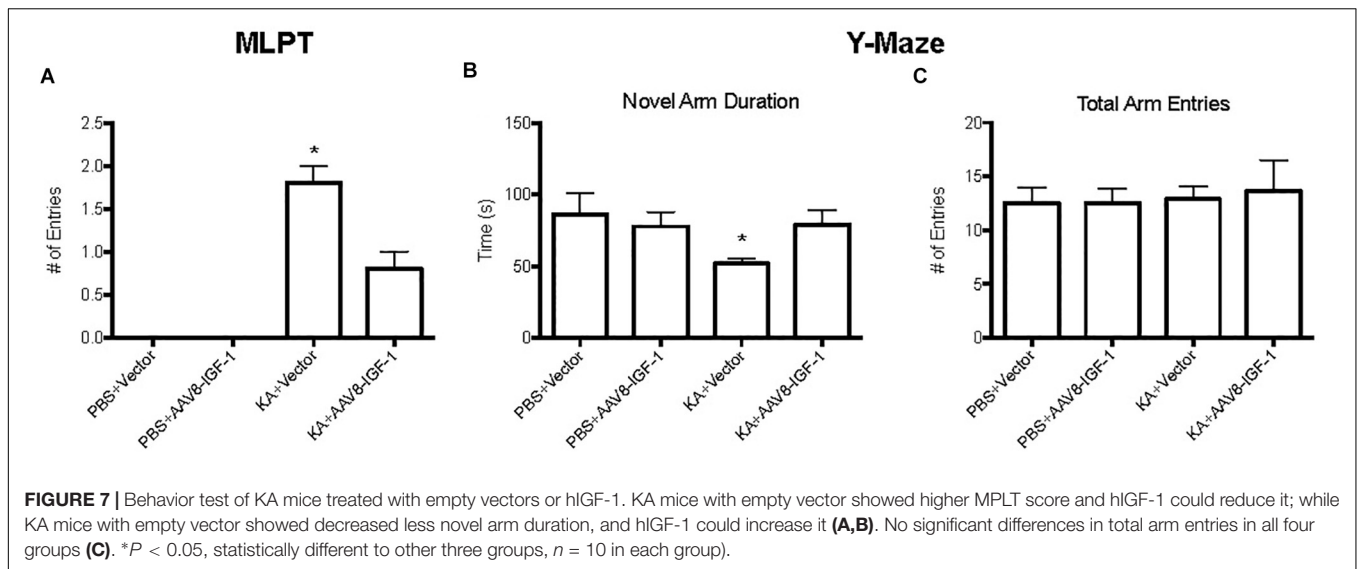 MLPT
Y-Maze
A
2.5
2.0
1.5
1.0
0.5
0.0
# of Entries
*
PBS+Vector
PBS+AAV8-IGF-1
KA+Vector
KA+AAV8-IGF-1
B
Novel Arm Duration
150
100
50
0
Time (s)
*
PBS+Vector
PBS+AAV8-IGF-1
KA+Vector
KA+AAV8-IGF-1
C
Total Arm Entries
20
15
10
5
0
# of Entries
PBS+Vector
PBS+AAV8-IGF-1
KA+Vector
KA+AAV8-IGF-1
FIGURE 7 | Behavior test of KA mice treated with empty vectors or hIGF-1. KA mice with empty vector showed higher MPLT score and hIGF-1 could reduce it; while
KA mice with empty vector showed decreased less novel arm duration, and hIGF-1 could increase it (A,B). No significant differences in total arm entries in all four
groups (C). *P < 0.05, statistically different to other three groups, n = 10 in each group).